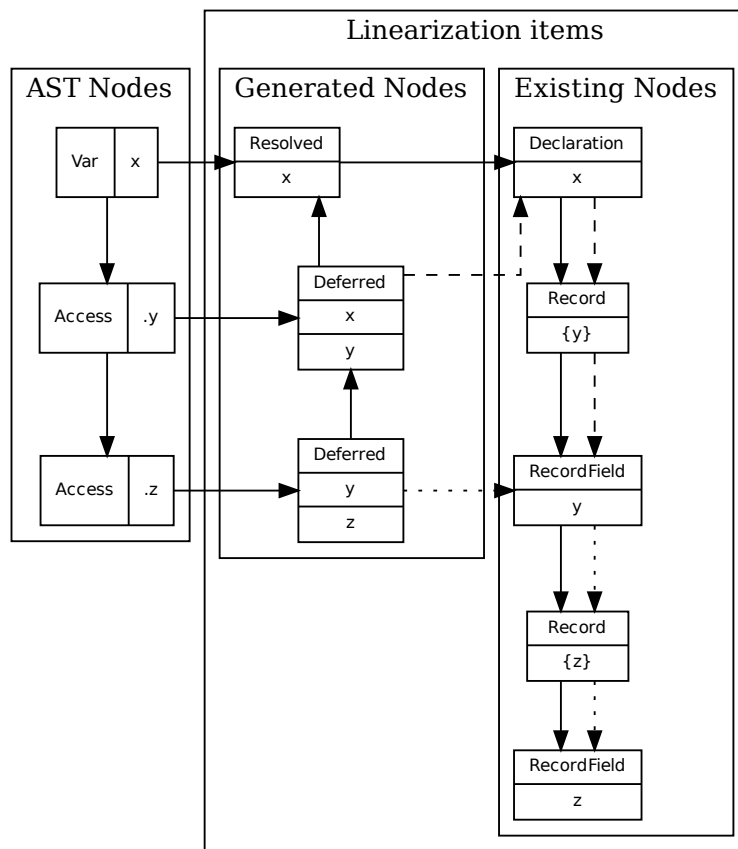 Linearization items
AST Nodes
Generated Nodes
Existing Nodes
Var x
Resolved
x
Declaration
x
Access .y
Deferred
x
y
Record
{y}
Access .z
Deferred
y
z
RecordField
y
Record
{z}
RecordField
z